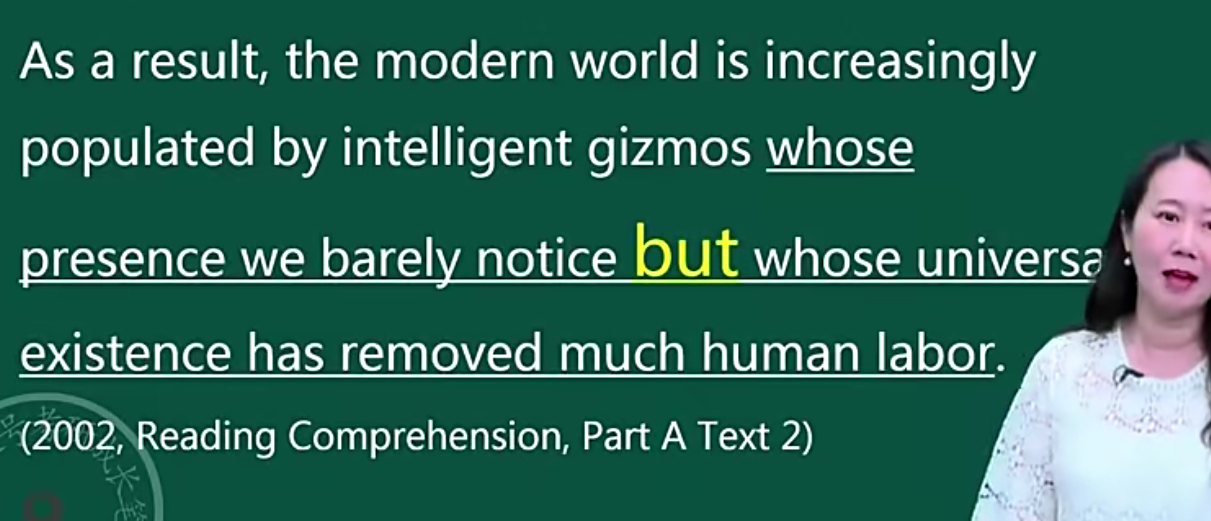 As a result, the modern world is increasingly
populated by intelligent gizmos whose
presence we barely notice but whose universa
existence has removed much human labor.
(2002, Reading Comprehension, Part A Text 2)